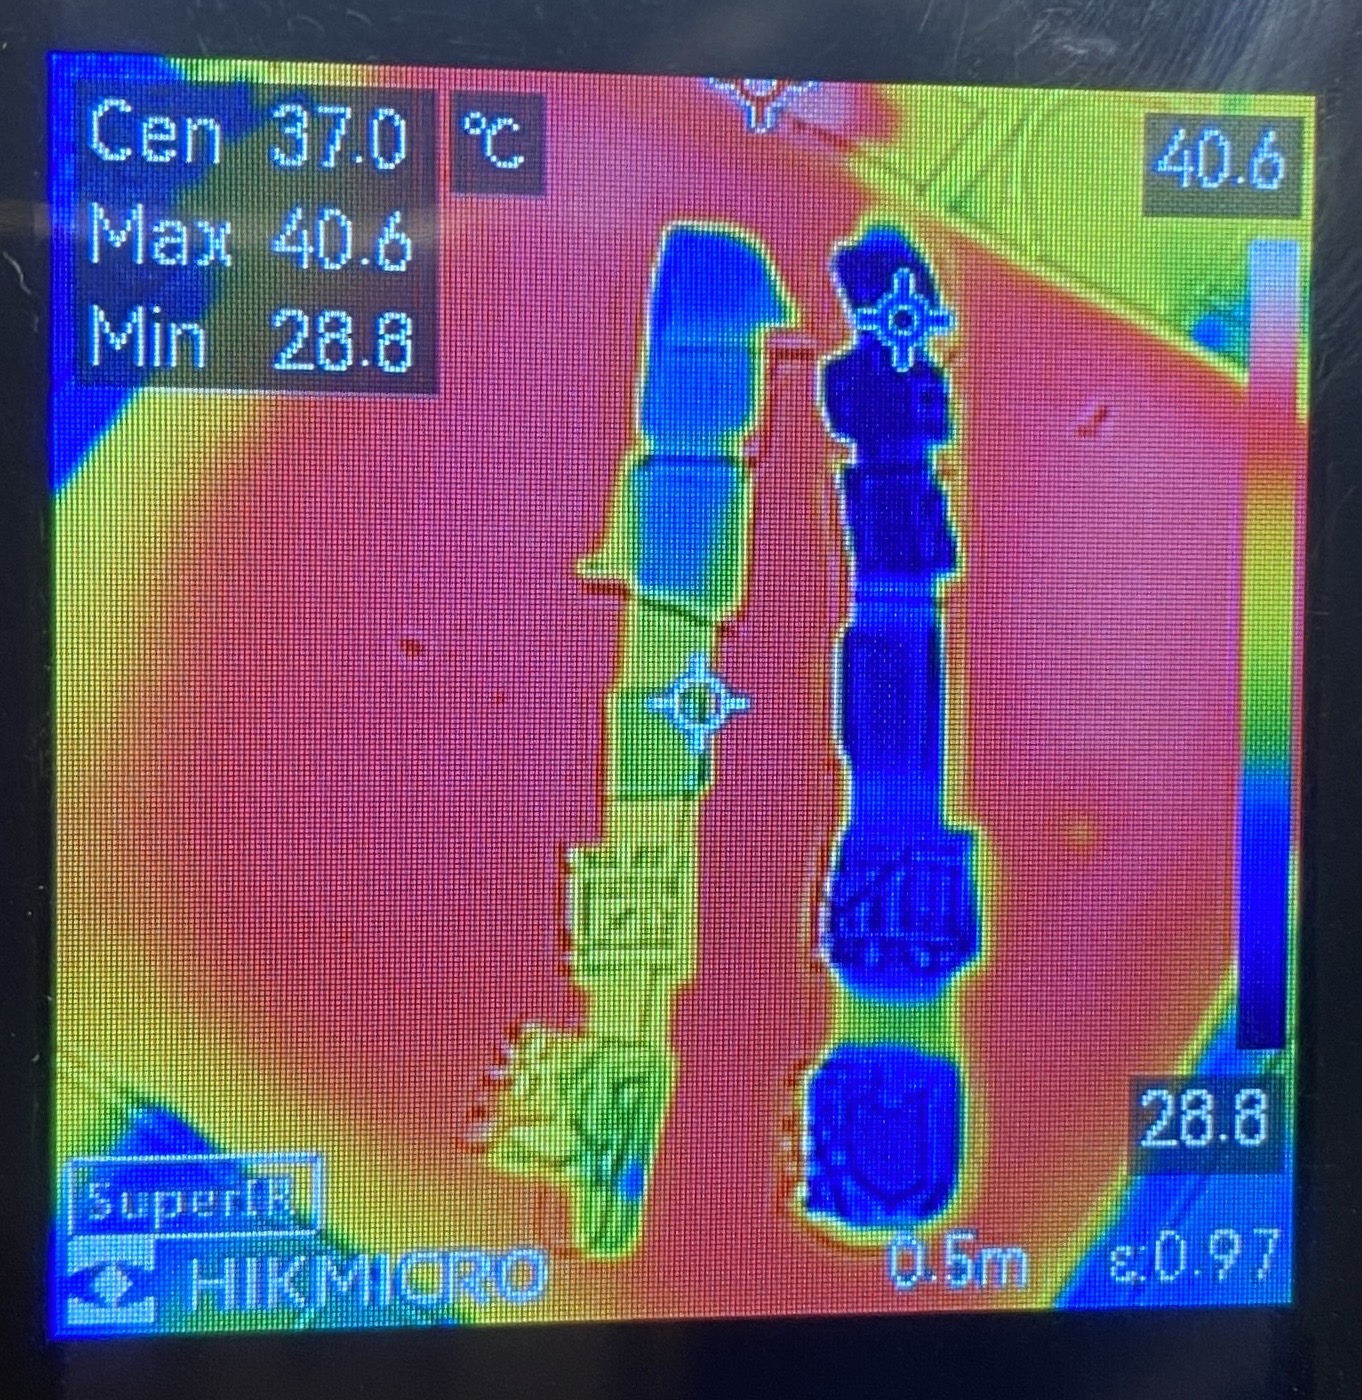 Cen 37.0 °C
Max 40.6
Min 28.8
40.6
28.8
SuperIR
HIKMICRO
0.5m ε:0.97